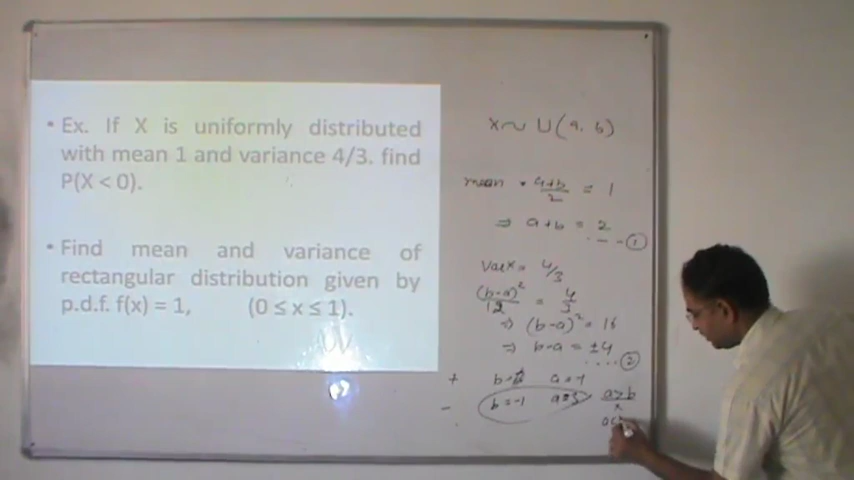 • Ex. If X is uniformly distributed
with mean 1 and variance 4/3. find
P(X < 0).
• Find mean and variance of
rectangular distribution given by
p.d.f. f(x) = 1, (0 ≤ x ≤ 1).
X ~ U(a, b)
mean = a+b/2 = 1
⇒ a+b = 2
---①
Var X = 4/3
(b-a)²/12 = 4/3
⇒ (b-a)² = 16
⇒ b-a = ±4
....②
+ a = -1
- b = -1 a = 3
a > b
x